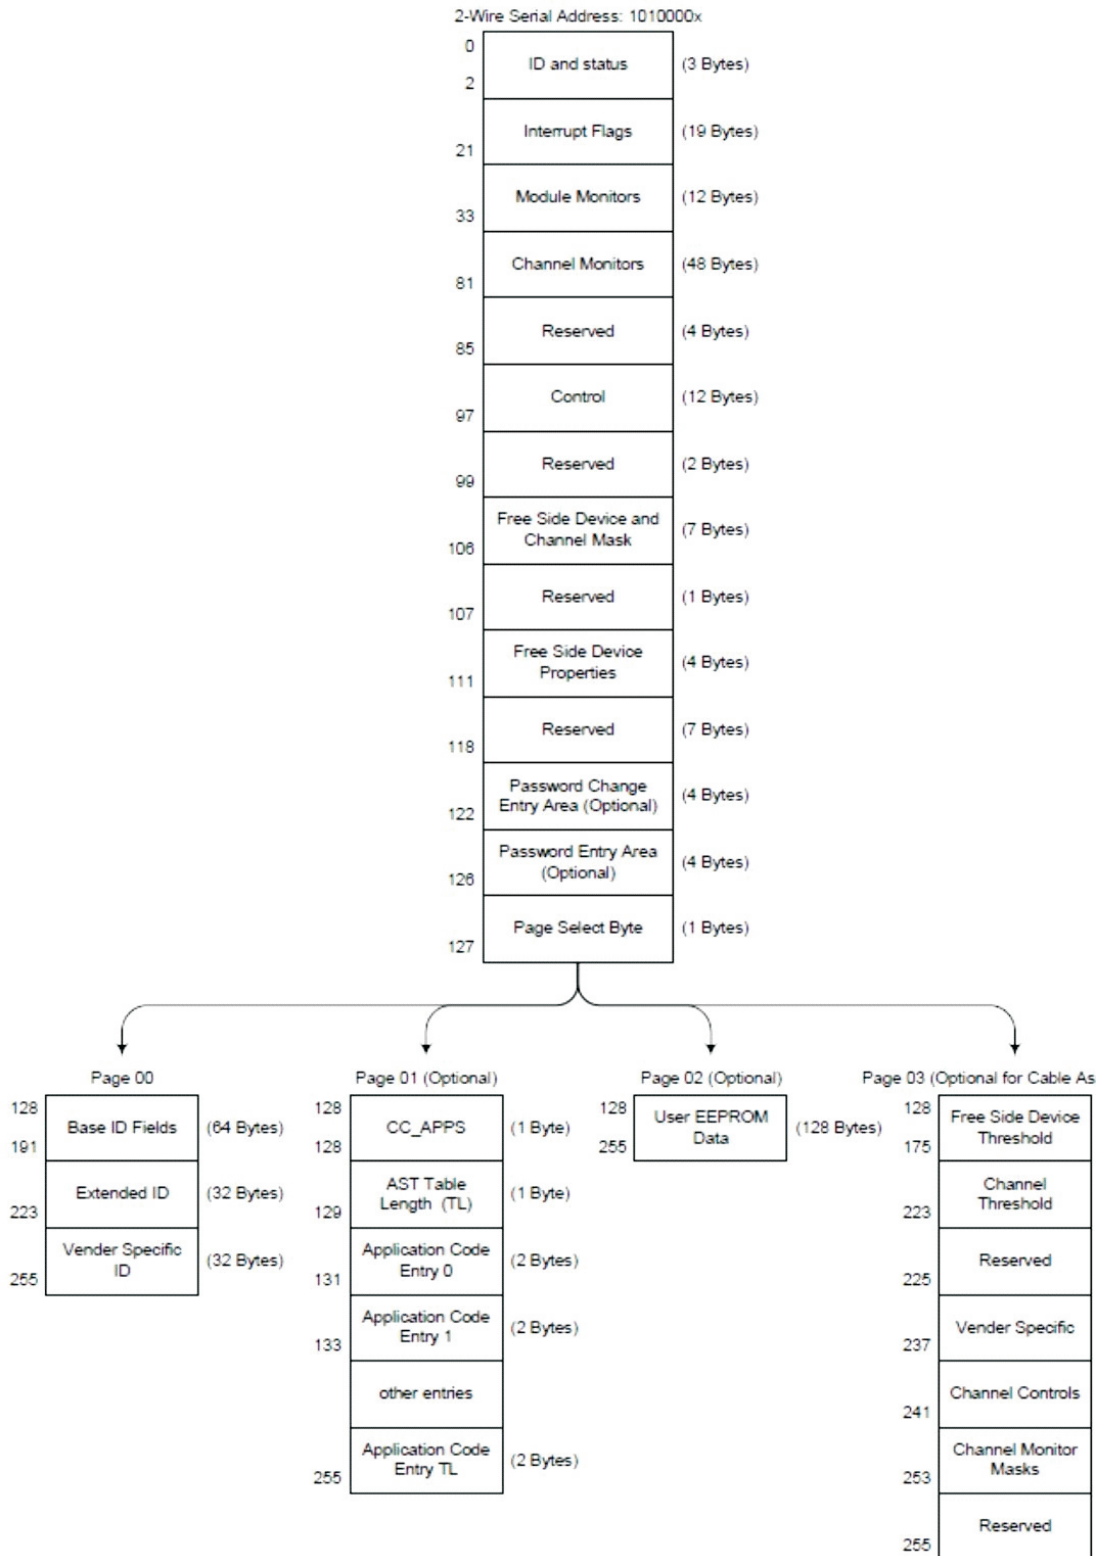 2-Wire Serial Address: 1010000x
0
ID and status
(3 Bytes)
2
Interrupt Flags
(19 Bytes)
21
Module Monitors
(12 Bytes)
33
Channel Monitors
(48 Bytes)
81
Reserved
(4 Bytes)
85
Control
(12 Bytes)
97
Reserved
(2 Bytes)
99
Free Side Device and
Channel Mask
(7 Bytes)
106
Reserved
(1 Bytes)
107
Free Side Device
Properties
(4 Bytes)
111
Reserved
(7 Bytes)
118
Password Change
Entry Area (Optional)
(4 Bytes)
122
Password Entry Area
(Optional)
(4 Bytes)
126
Page Select Byte
(1 Bytes)
127
Page 00
128
Base ID Fields
(64 Bytes)
191
Extended ID
(32 Bytes)
223
Vender Specific
ID
(32 Bytes)
255
Page 01 (Optional)
128
CC_APPS
(1 Byte)
128
AST Table
Length (TL)
(1 Byte)
129
Application Code
Entry 0
(2 Bytes)
131
Application Code
Entry 1
(2 Bytes)
133
other entries
Application Code
Entry TL
(2 Bytes)
255
Page 02 (Optional)
128
User EEPROM
Data
(128 Bytes)
255
Page 03 (Optional for Cable As
128
Free Side Device
Threshold
175
Channel
Threshold
223
Reserved
225
Vender Specific
237
Channel Controls
241
Channel Monitor
Masks
253
Reserved
255